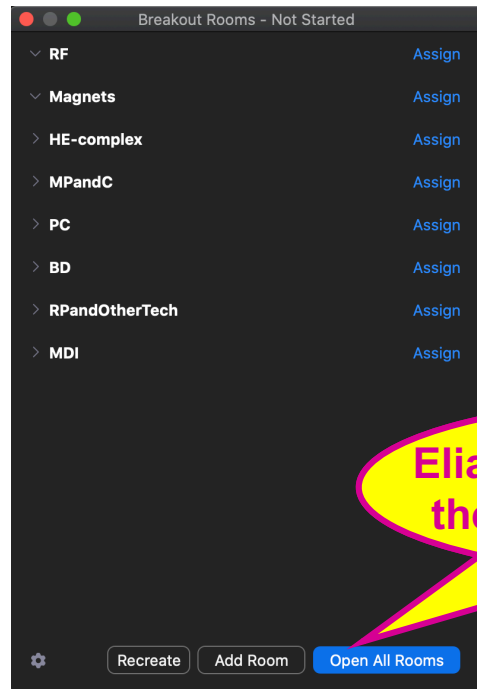 Breakout Rooms - Not Started
RF Assign
Magnets Assign
HE-complex Assign
MPandC Assign
PC Assign
BD Assign
RPandOtherTech Assign
MDI Assign
Recreate Add Room Open All Rooms